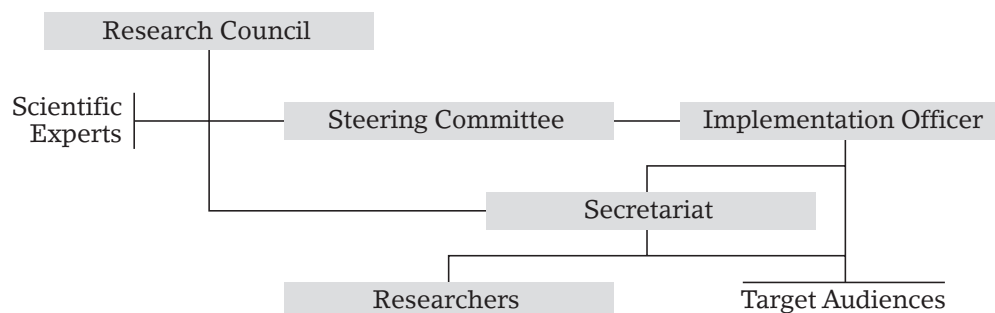 Research Council
Scientific
Experts
Steering Committee
Implementation Officer
Secretariat
Researchers
Target Audiences